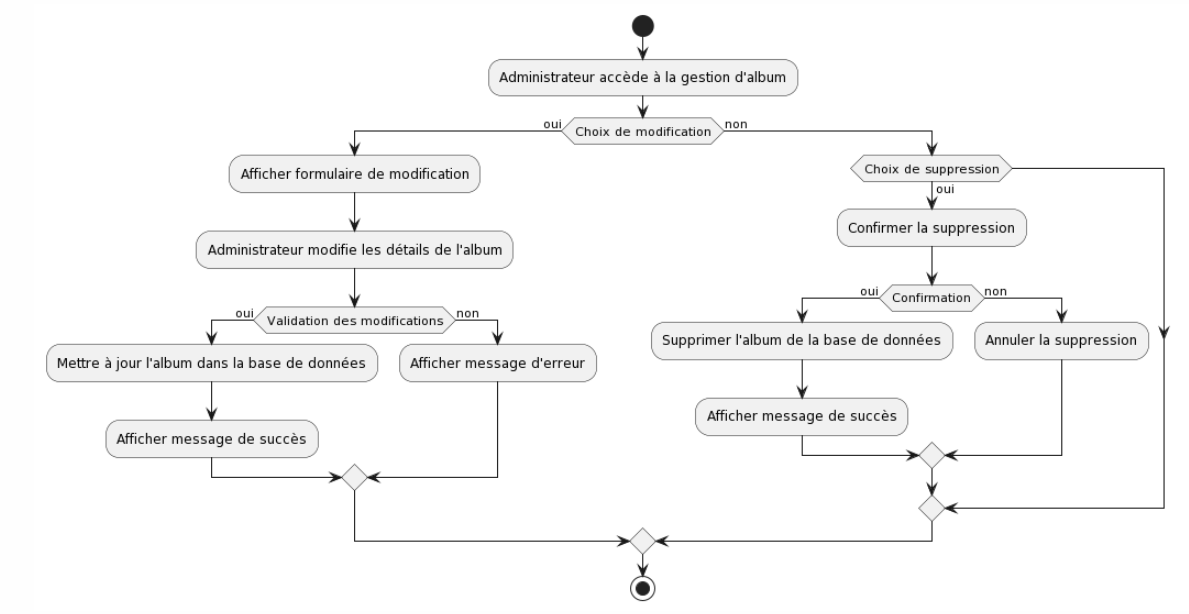 Administrateur accède à la gestion d'album
oui
Choix de modification
non
Afficher formulaire de modification
Administrateur modifie les détails de l'album
oui
Validation des modifications
non
Mettre à jour l'album dans la base de données
Afficher message d'erreur
Afficher message de succès
Choix de suppression
oui
Confirmer la suppression
oui
Confirmation
non
Supprimer l'album de la base de données
Annuler la suppression
Afficher message de succès